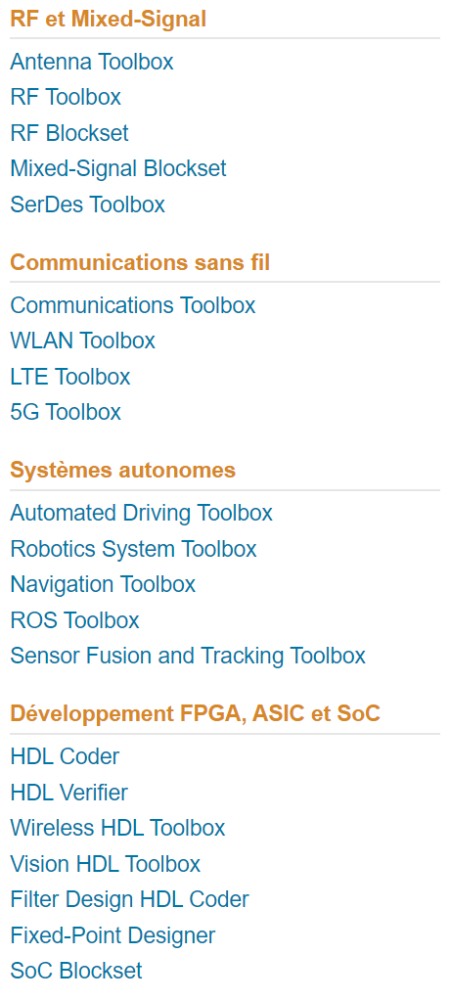 RF et Mixed-Signal
Antenna Toolbox
RF Toolbox
RF Blockset
Mixed-Signal Blockset
SerDes Toolbox
Communications sans fil
Communications Toolbox
WLAN Toolbox
LTE Toolbox
5G Toolbox
Systèmes autonomes
Automated Driving Toolbox
Robotics System Toolbox
Navigation Toolbox
ROS Toolbox
Sensor Fusion and Tracking Toolbox
Développement FPGA, ASIC et SoC
HDL Coder
HDL Verifier
Wireless HDL Toolbox
Vision HDL Toolbox
Filter Design HDL Coder
Fixed-Point Designer
SoC Blockset